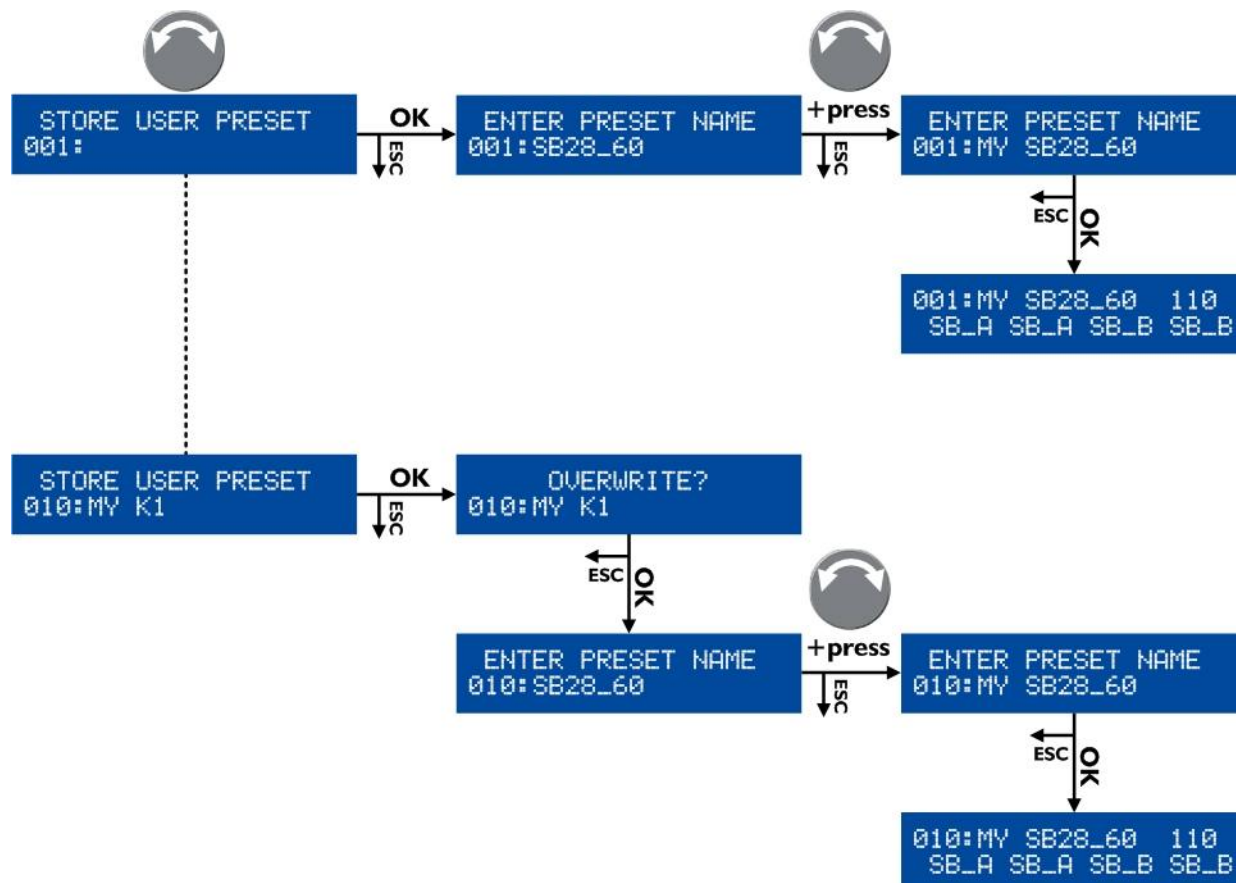 STORE USER PRESET
001:
OK
ESC
ENTER PRESET NAME
001:SB28_60
+press
ESC
ENTER PRESET NAME
001:MY SB28_60
ESC
OK
001:MY SB28_60 110
SB_A SB_A SB_B SB_B
STORE USER PRESET
010:MY K1
OK
ESC
OVERWRITE?
010:MY K1
ESC
OK
ENTER PRESET NAME
010:SB28_60
+press
ESC
ENTER PRESET NAME
010:MY SB28_60
ESC
OK
010:MY SB28_60 110
SB_A SB_A SB_B SB_B